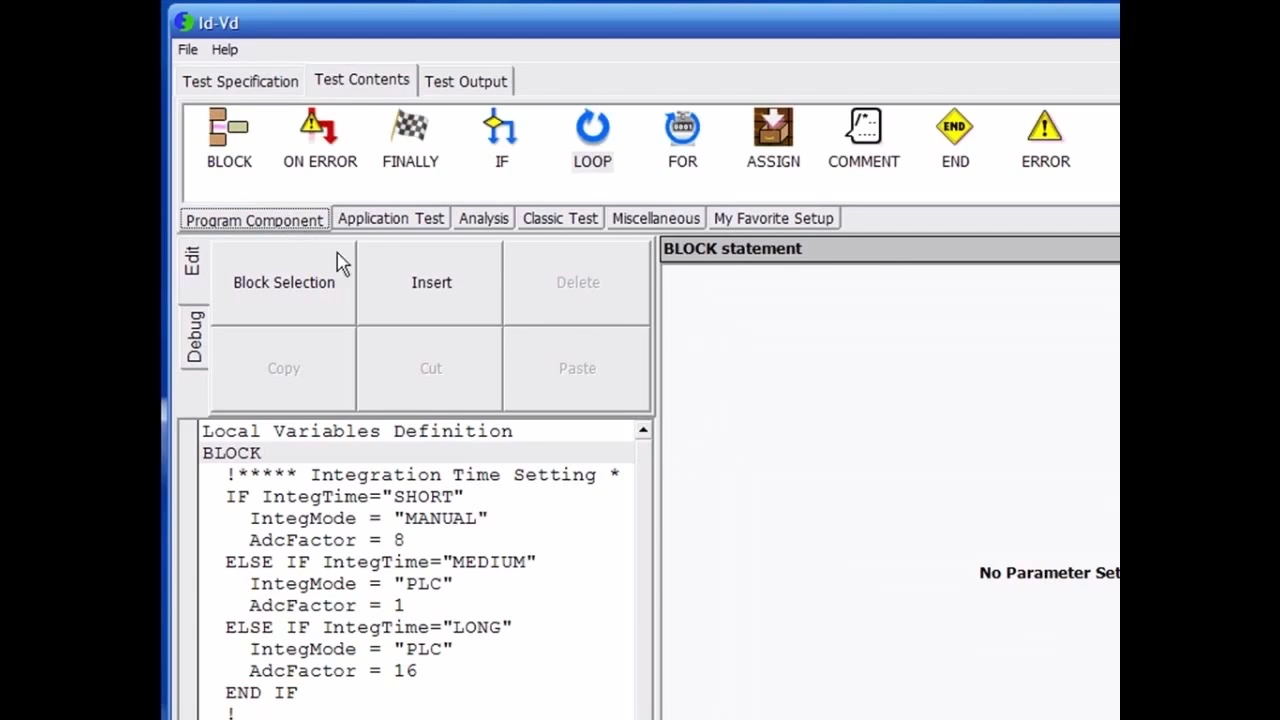 Id-Vd
File Help
Test Specification Test Contents Test Output
BLOCK ON ERROR FINALLY IF LOOP FOR ASSIGN COMMENT END ERROR
Program Component Application Test Analysis Classic Test Miscellaneous My Favorite Setup
Edit
Debug
Block Selection Insert Delete
Copy Cut Paste
BLOCK statement
No Parameter Set
Local Variables Definition
BLOCK
!***** Integration Time Setting *
IF IntegTime="SHORT"
IntegMode = "MANUAL"
AdcFactor = 8
ELSE IF IntegTime="MEDIUM"
IntegMode = "PLC"
AdcFactor = 1
ELSE IF IntegTime="LONG"
IntegMode = "PLC"
AdcFactor = 16
END IF
!